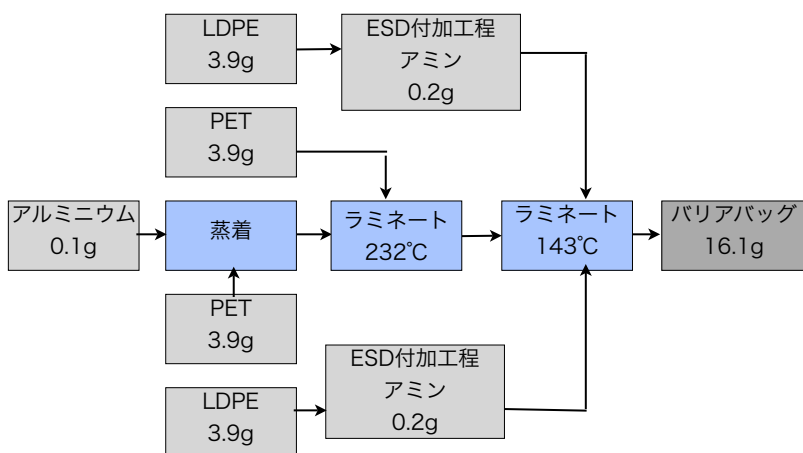 LDPE
3.9g
ESD付加工程
アミン
0.2g
PET
3.9g
アルミニウム
0.1g
蒸着
ラミネート
232℃
ラミネート
143℃
バリアバッグ
16.1g
PET
3.9g
ESD付加工程
アミン
0.2g
LDPE
3.9g